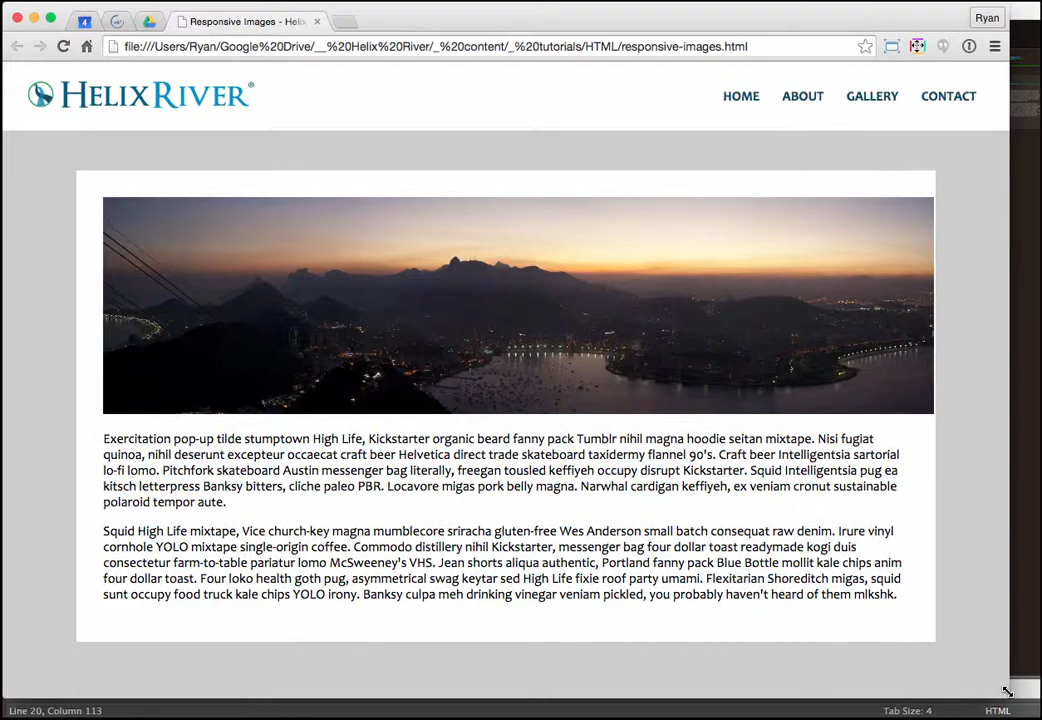 4
Responsive Images - Helix
Ryan
file:///Users/Ryan/Google%20Drive/__%20Helix%20River/_%20content/_%20tutorials/HTML/responsive-images.html
HELIXRIVER®
HOME ABOUT GALLERY CONTACT
Exercitation pop-up tilde stumptown High Life, Kickstarter organic beard fanny pack Tumblr nihil magna hoodie seitan mixtape. Nisi fugiat
quinoa, nihil deserunt excepteur occaecat craft beer Helvetica direct trade skateboard taxidermy flannel 90's. Craft beer Intelligentsia sartorial
lo-fi lomo. Pitchfork skateboard Austin messenger bag literally, freegan tousled keffiyeh occupy disrupt Kickstarter. Squid Intelligentsia pug ea
kitsch letterpress Banksy bitters, cliche paleo PBR. Locavore migas pork belly magna. Narwhal cardigan keffiyeh, ex veniam cronut sustainable
polaroid tempor aute.
Squid High Life mixtape, Vice church-key magna mumblecore sriracha gluten-free Wes Anderson small batch consequat raw denim. Irure vinyl
cornhole YOLO mixtape single-origin coffee. Commodo distillery nihil Kickstarter, messenger bag four dollar toast readymade kogi duis
consectetur farm-to-table pariatur lomo McSweeney's VHS. Jean shorts aliqua authentic, Portland fanny pack Blue Bottle mollit kale chips anim
four dollar toast. Four loko health goth pug, asymmetrical swag keytar sed High Life fixie roof party umami. Flexitarian Shoreditch migas, squid
sunt occupy food truck kale chips YOLO irony. Banksy culpa meh drinking vinegar veniam pickled, you probably haven't heard of them mlkshk.
Line 20, Column 113
Tab Size: 4
HTML